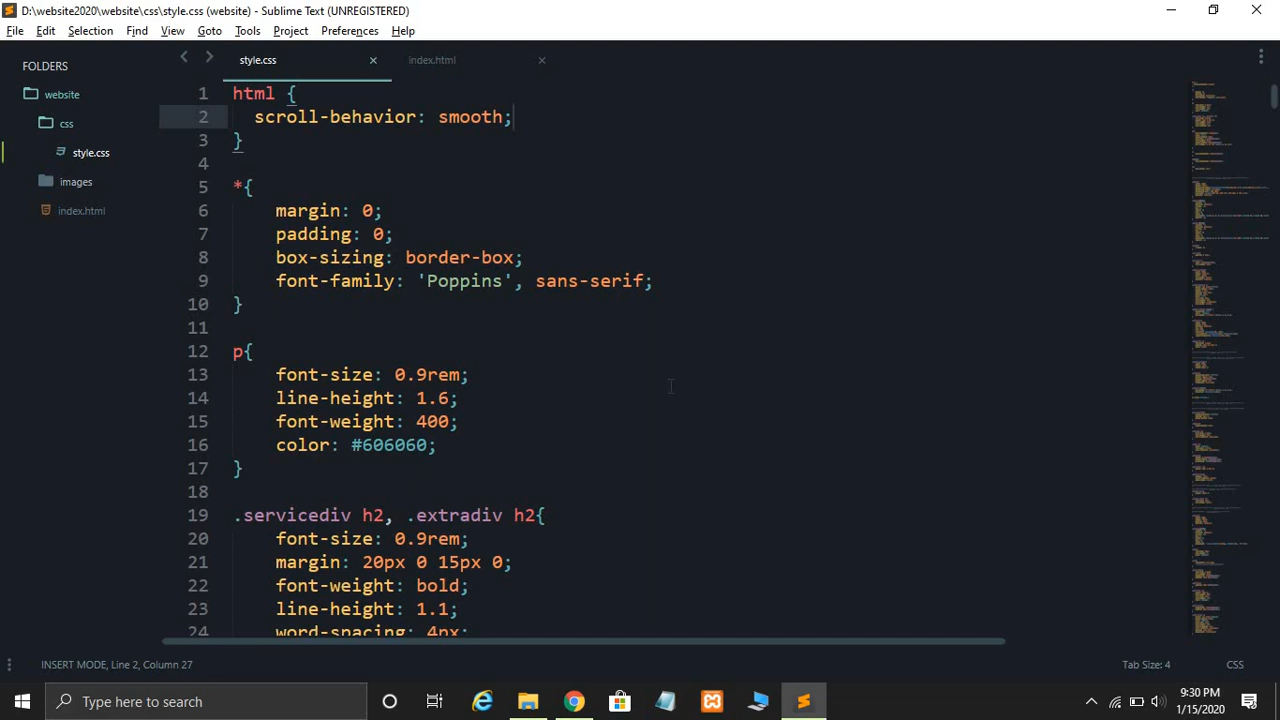 D:\website2020\website\css\style.css (website) - Sublime Text (UNREGISTERED)
File Edit Selection Find View Goto Tools Project Preferences Help
FOLDERS
website
css
style.css
images
index.html
style.css × index.html ×
1 html {
2 scroll-behavior: smooth;
3 }
4
5 *{
6 margin: 0;
7 padding: 0;
8 box-sizing: border-box;
9 font-family: 'Poppins', sans-serif;
10 }
11
12 p{
13 font-size: 0.9rem;
14 line-height: 1.6;
15 font-weight: 400;
16 color: #606060;
17 }
18
19 .servicediv h2, .extradiv h2{
20 font-size: 0.9rem;
21 margin: 20px 0 15px 0;
22 font-weight: bold;
23 line-height: 1.1;
24 word-spacing: 4px;
INSERT MODE, Line 2, Column 27
Tab Size: 4 CSS
Type here to search
9:30 PM
1/15/2020